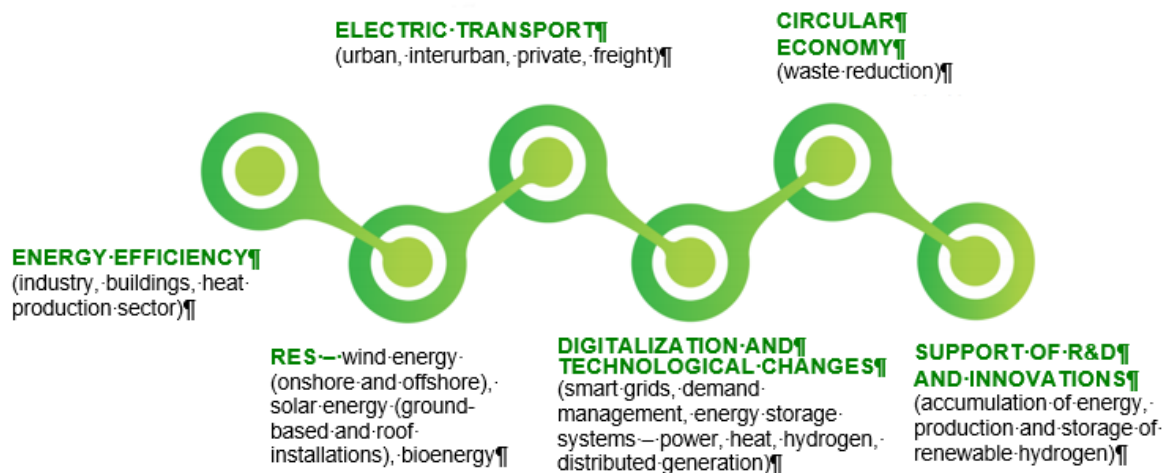 ELECTRIC·TRANSPORT¶
(urban,·interurban,·private,·freight)¶
CIRCULAR¶
ECONOMY¶
(waste·reduction)¶
ENERGY·EFFICIENCY¶
(industry,·buildings,·heat·
production·sector)¶
RES·–·wind·energy·
(onshore·and·offshore),·
solar·energy·(ground-
based·and·roof·
installations),·bioenergy¶
DIGITALIZATION·AND¶
TECHNOLOGICAL·CHANGES¶
(smart·grids,·demand·
management,·energy·storage·
systems·–·power,·heat,·hydrogen,·
distributed·generation)¶
SUPPORT·OF·R&D¶
AND·INNOVATIONS¶
(accumulation·of·energy,·
production·and·storage·of·
renewable·hydrogen)¶